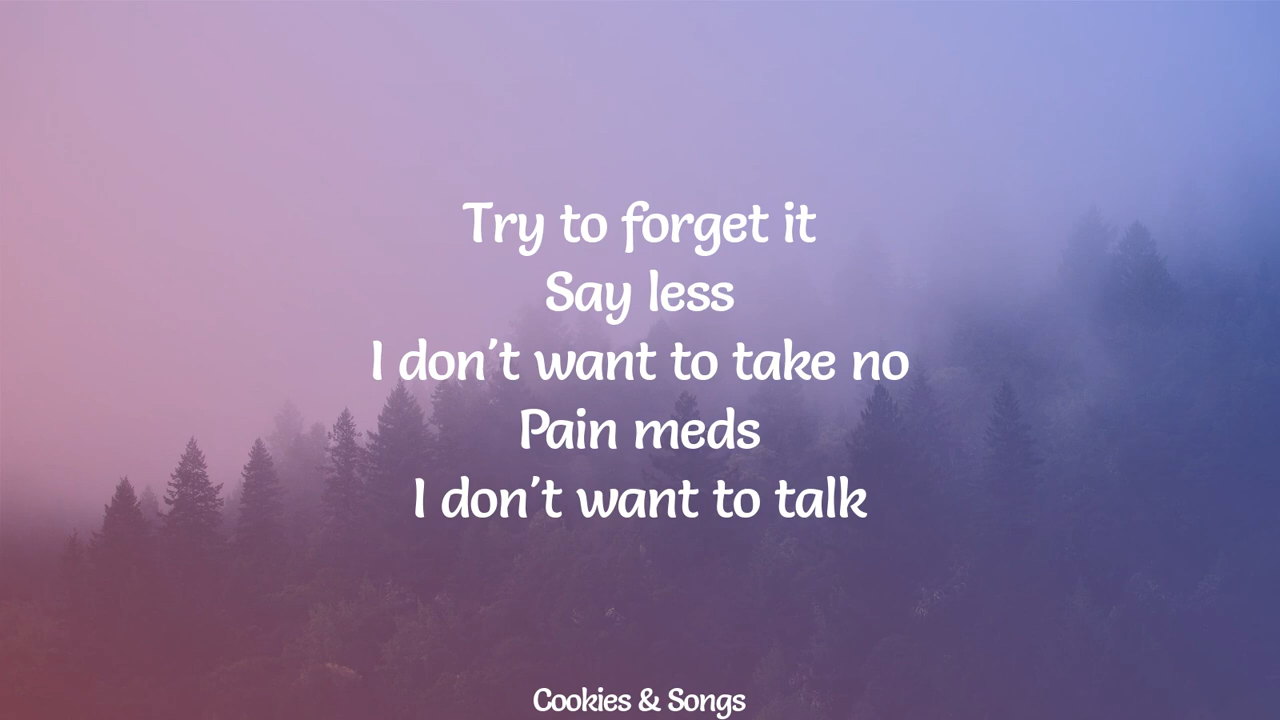 Try to forget it
Say less
I don't want to take no
Pain meds
I don't want to talk
Cookies & Songs